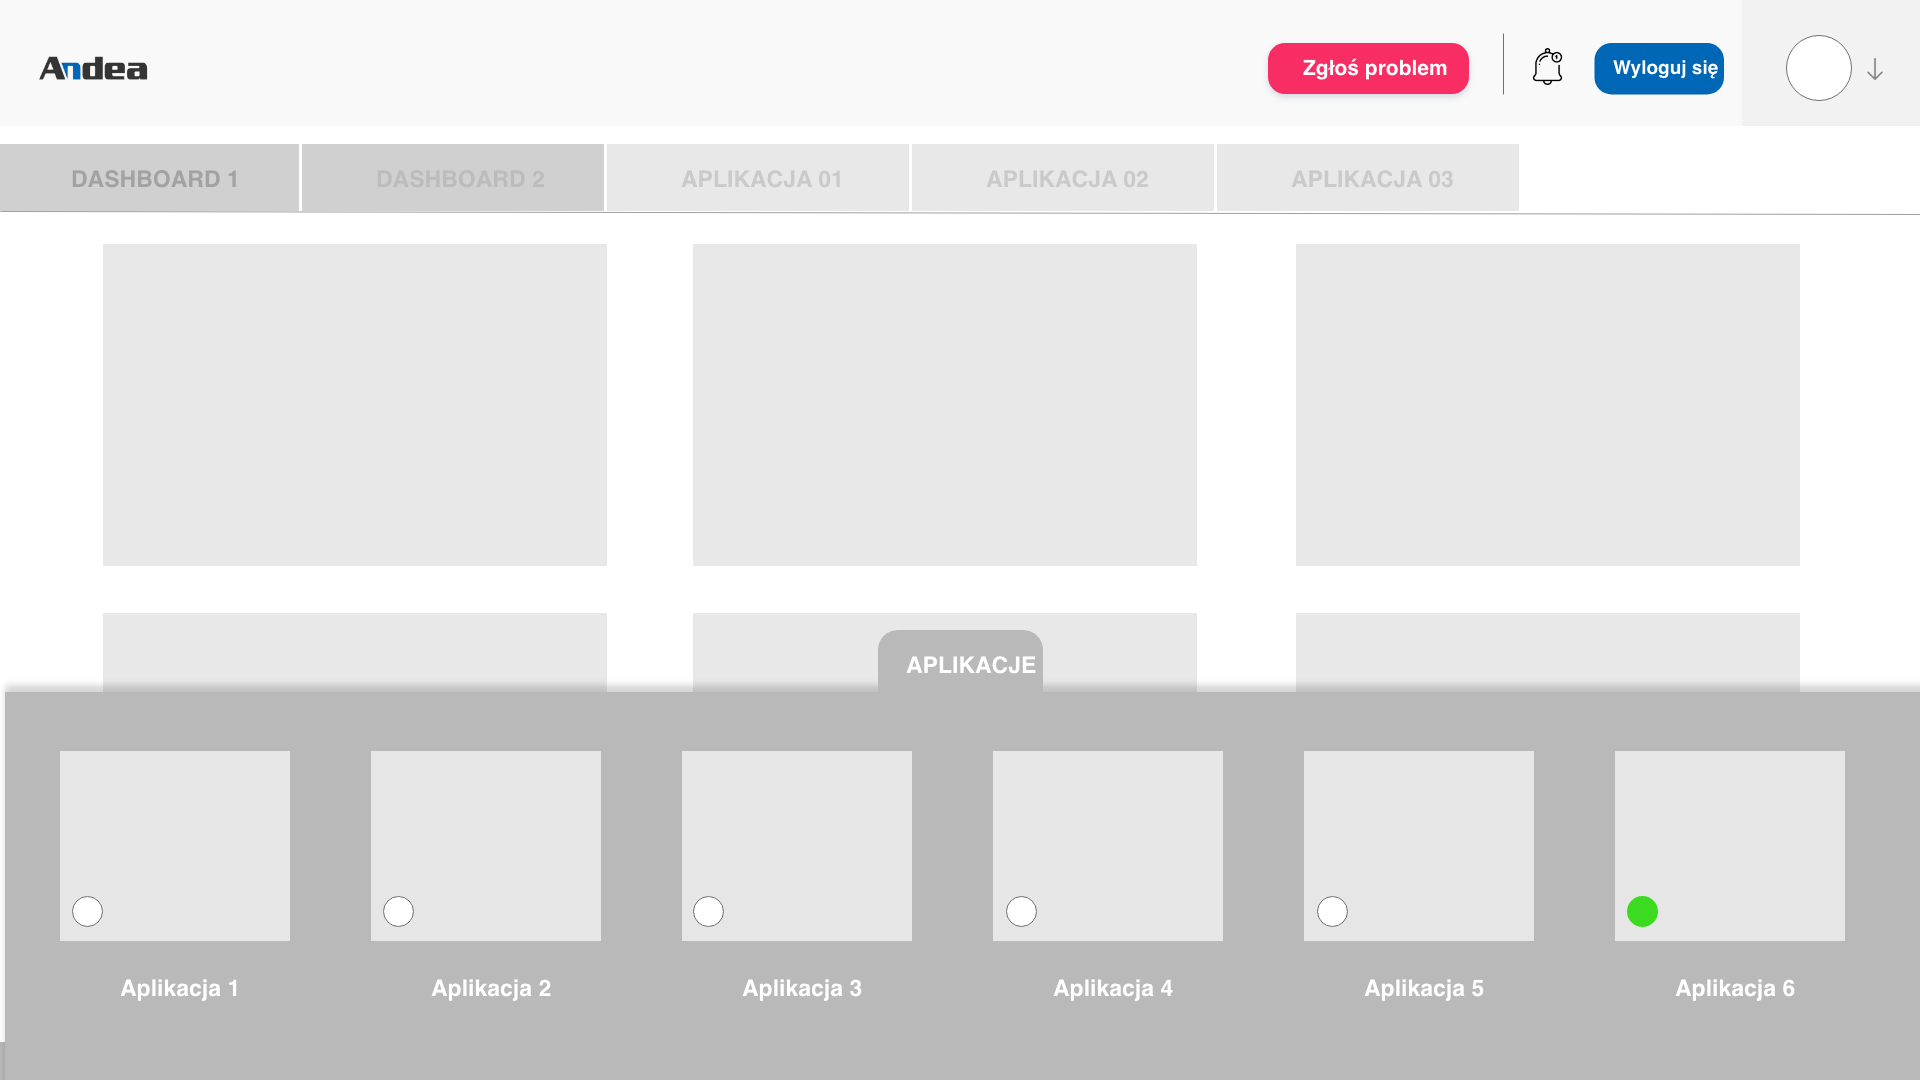 Andea
Zgłoś problem
Wyloguj się
DASHBOARD 1
DASHBOARD 2
APLIKACJA 01
APLIKACJA 02
APLIKACJA 03
APLIKACJE
Aplikacja 1
Aplikacja 2
Aplikacja 3
Aplikacja 4
Aplikacja 5
Aplikacja 6